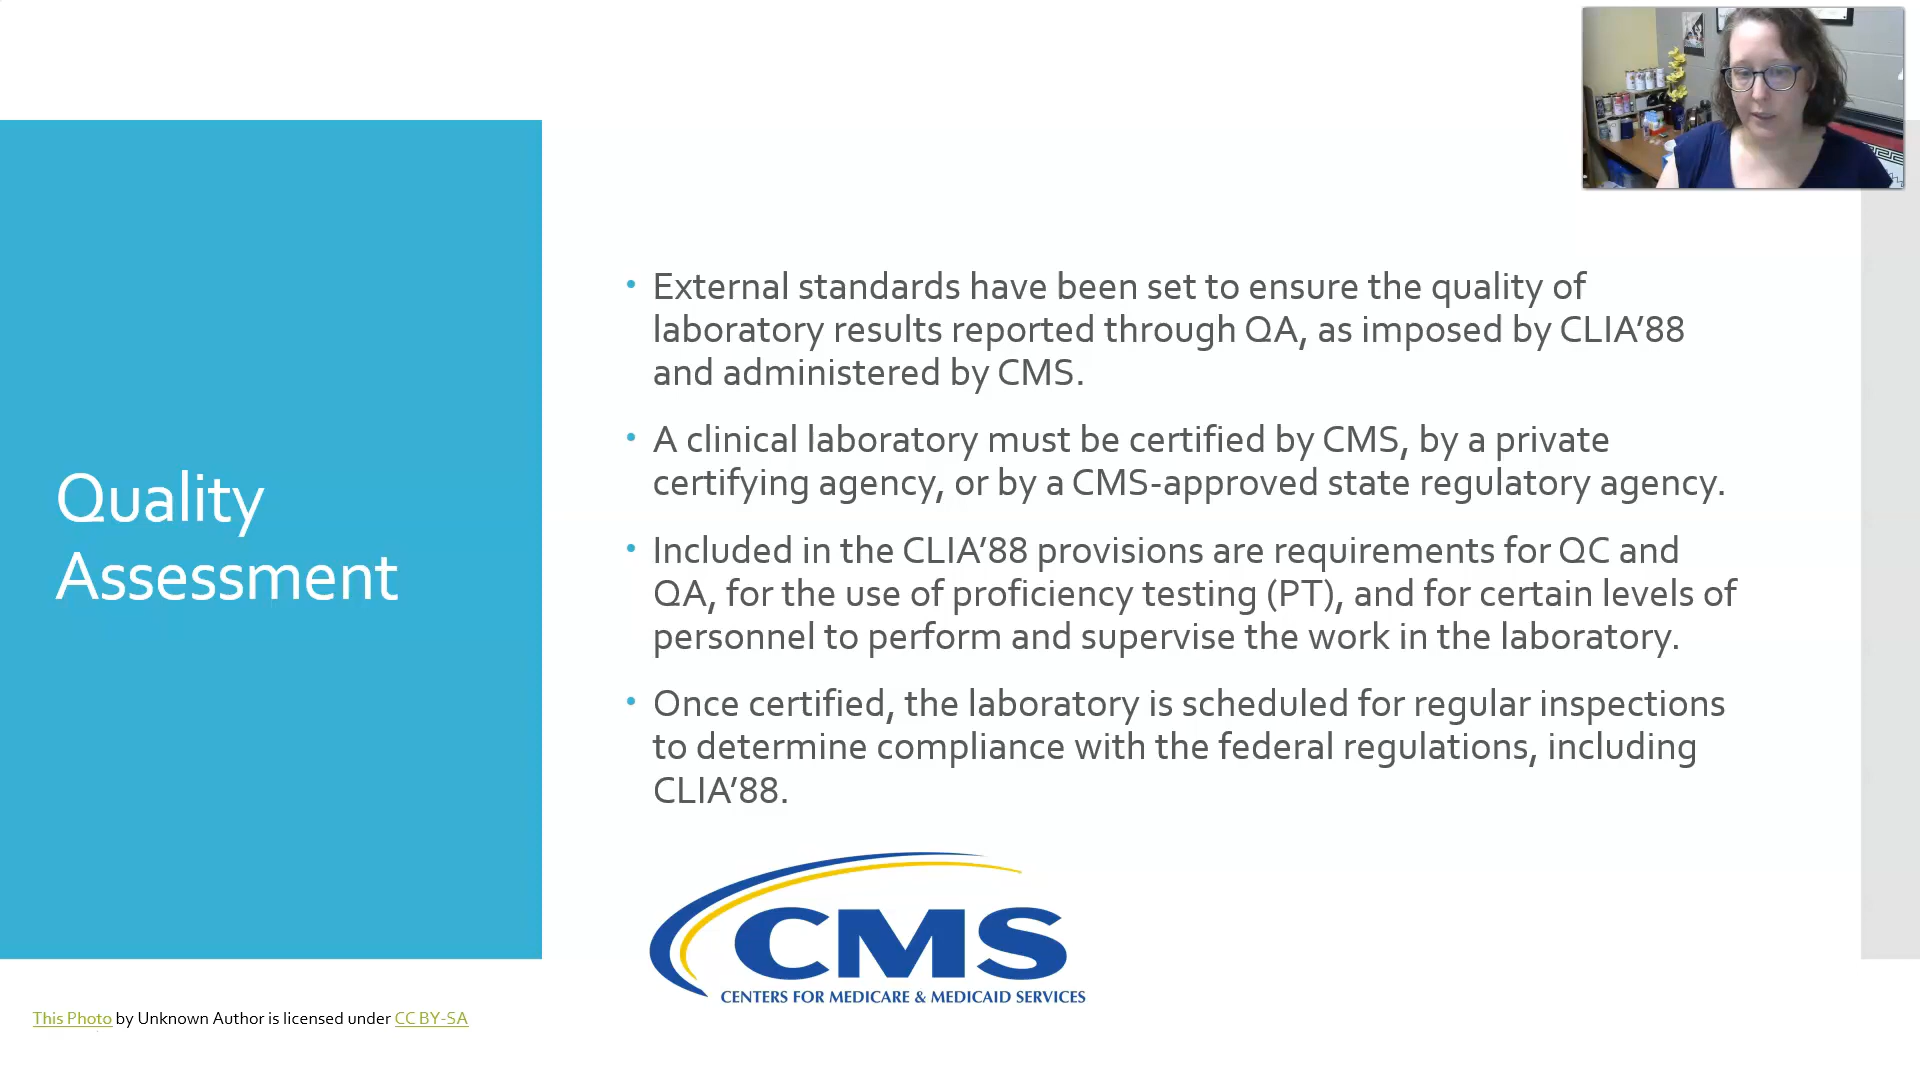 Quality
Assessment
• External standards have been set to ensure the quality of
laboratory results reported through QA, as imposed by CLIA’88
and administered by CMS.
• A clinical laboratory must be certified by CMS, by a private
certifying agency, or by a CMS-approved state regulatory agency.
• Included in the CLIA’88 provisions are requirements for QC and
QA, for the use of proficiency testing (PT), and for certain levels of
personnel to perform and supervise the work in the laboratory.
• Once certified, the laboratory is scheduled for regular inspections
to determine compliance with the federal regulations, including
CLIA’88.
CMS
CENTERS FOR MEDICARE & MEDICAID SERVICES
This Photo by Unknown Author is licensed under CC BY-SA